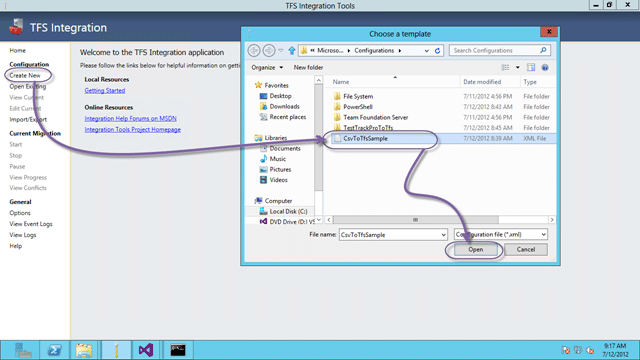 TFS Integration Tools
TFS Integration
Home
Configuration
Create New
Open Existing
View Current
Edit Current
Import/Export
Current Migration
Start
Stop
Pause
View Progress
View Conflicts
General
Options
View Event Logs
View Logs
Help
Welcome to the TFS Integration application
Please follow the links below for helpful information on gett
Local Resources
Getting Started
Online Resources
Integration Help Forums on MSDN
Integration Tools Project Homepage
Choose a template
« Microso... ▸ Configurations ▸
Search Configurations
Organize
New folder
Favorites
Desktop
Downloads
Recent places
Libraries
Documents
Music
Pictures
Videos
Computer
Local Disk (C:)
DVD Drive (D:) VS
Name Date modified Type
File System 7/11/2012 4:56 PM File folder
PowerShell 7/11/2012 4:56 PM File folder
Team Foundation Server 7/11/2012 4:56 PM File folder
TestTrackProToTfs 7/12/2012 8:45 AM File folder
CsvToTfsSample 7/12/2012 8:39 AM XML File
File name: CsvToTfsSample Configuration file (*.xml)
Open Cancel
9:17 AM
7/12/2012